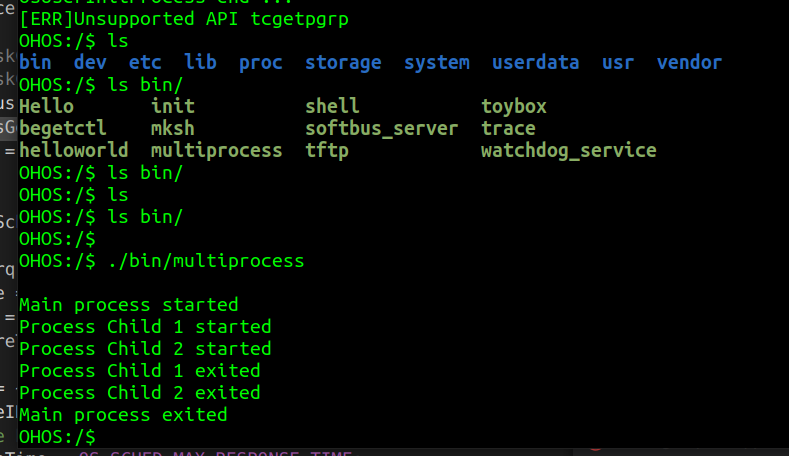 [ERR]Unsupported API tcgetpgrp
OHOS:/$ ls
bin  dev  etc  lib  proc  storage  system  userdata  usr  vendor
OHOS:/$ ls bin/
Hello       init          shell           toybox
begetctl    mksh          softbus_server  trace
helloworld  multiprocess  tftp            watchdog_service
OHOS:/$ ls bin/
OHOS:/$ ls
OHOS:/$ ls bin/
OHOS:/$
OHOS:/$ ./bin/multiprocess
Main process started
Process Child 1 started
Process Child 2 started
Process Child 1 exited
Process Child 2 exited
Main process exited
OHOS:/$